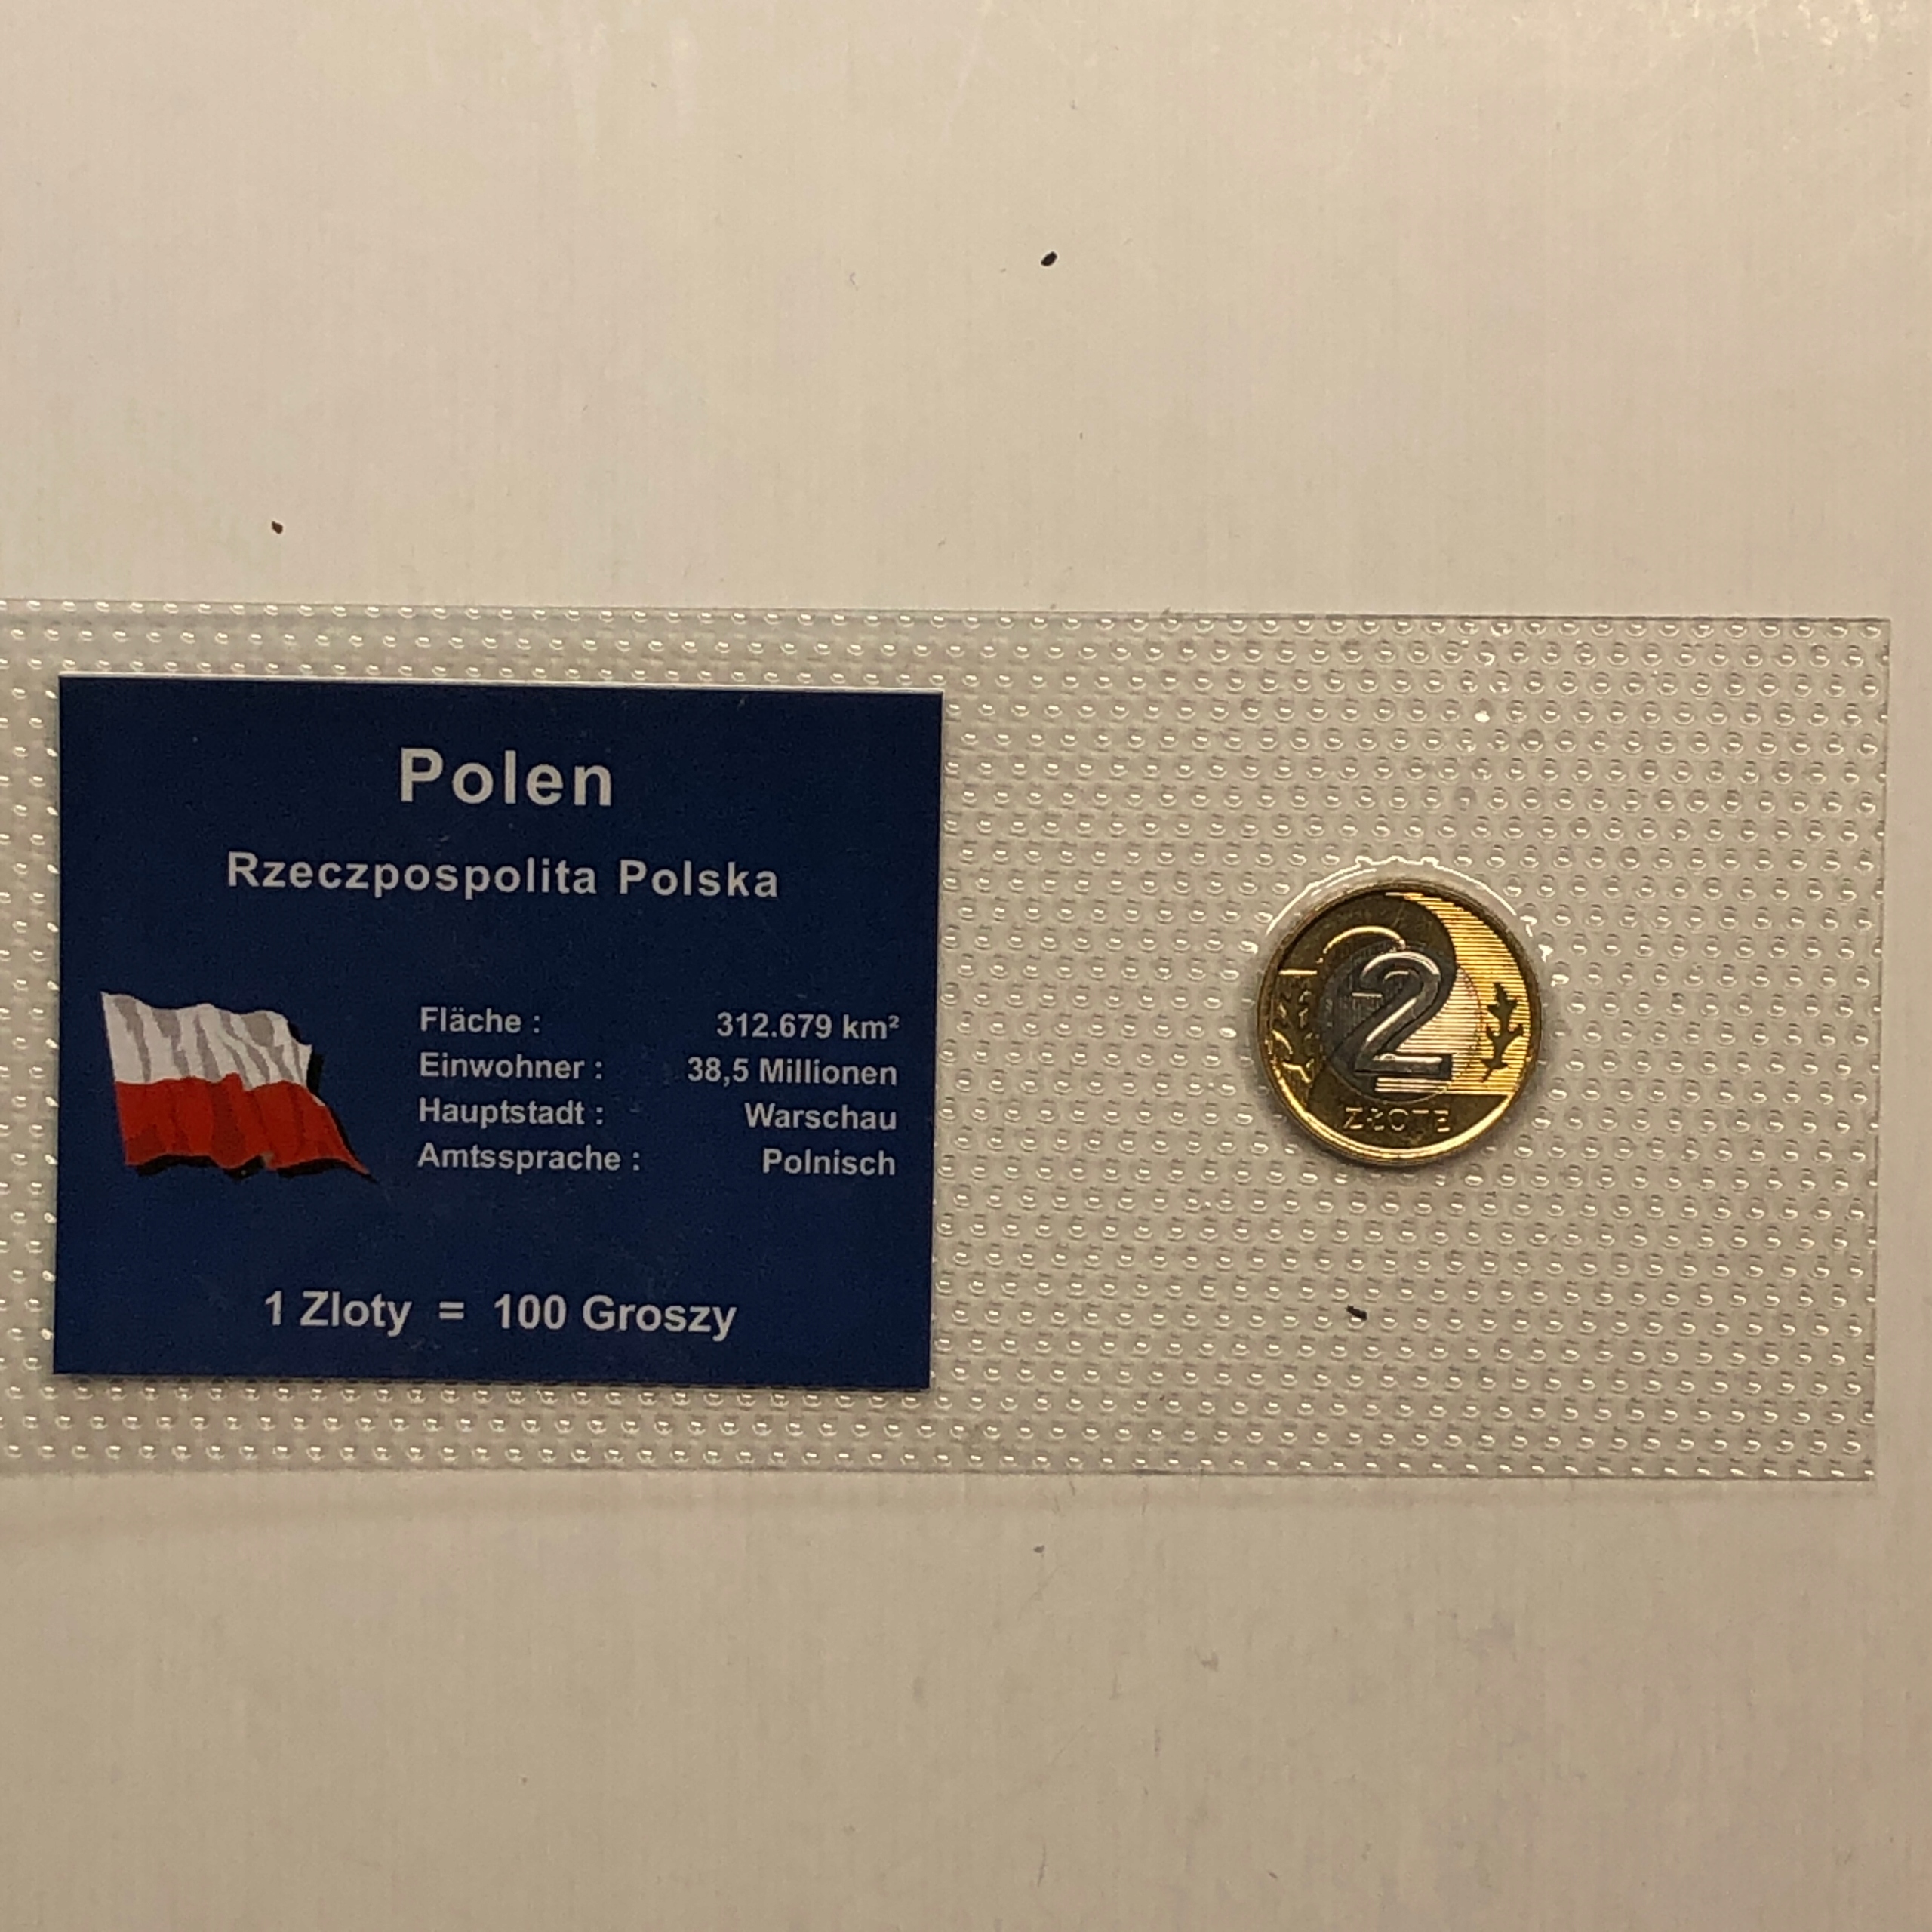 Polen
Rzeczpospolita Polska
Fläche : 312.679 km²
Einwohner : 38,5 Millionen
Hauptstadt : Warschau
Amtssprache : Polnisch
1 Zloty = 100 Groszy
2
ZŁOTE